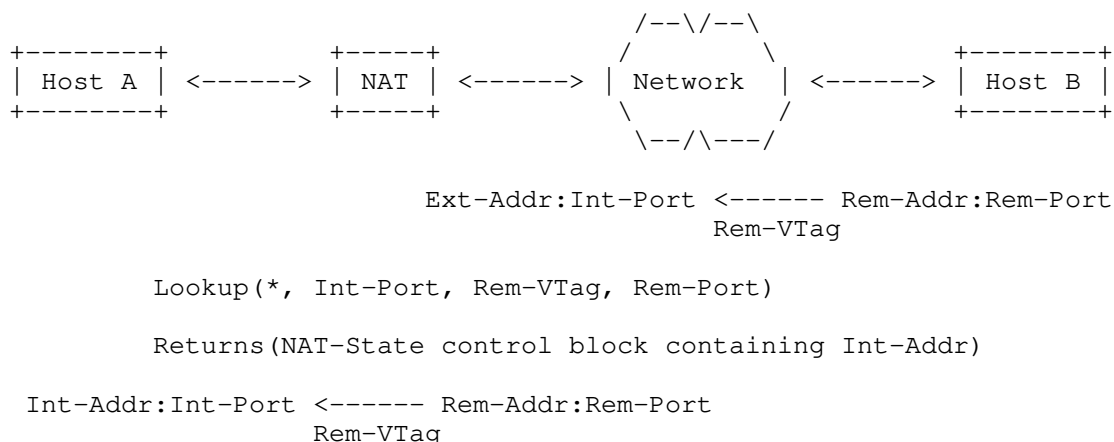 /--\/--\
+--------+ +-----+ / \ +--------+
| Host A | <------> | NAT | <------> | Network | <------> | Host B |
+--------+ +-----+ \ / +--------+
\--/\---/
Ext-Addr:Int-Port <------ Rem-Addr:Rem-Port
Rem-VTag
Lookup(*, Int-Port, Rem-VTag, Rem-Port)
Returns(NAT-State control block containing Int-Addr)
Int-Addr:Int-Port <------ Rem-Addr:Rem-Port
Rem-VTag